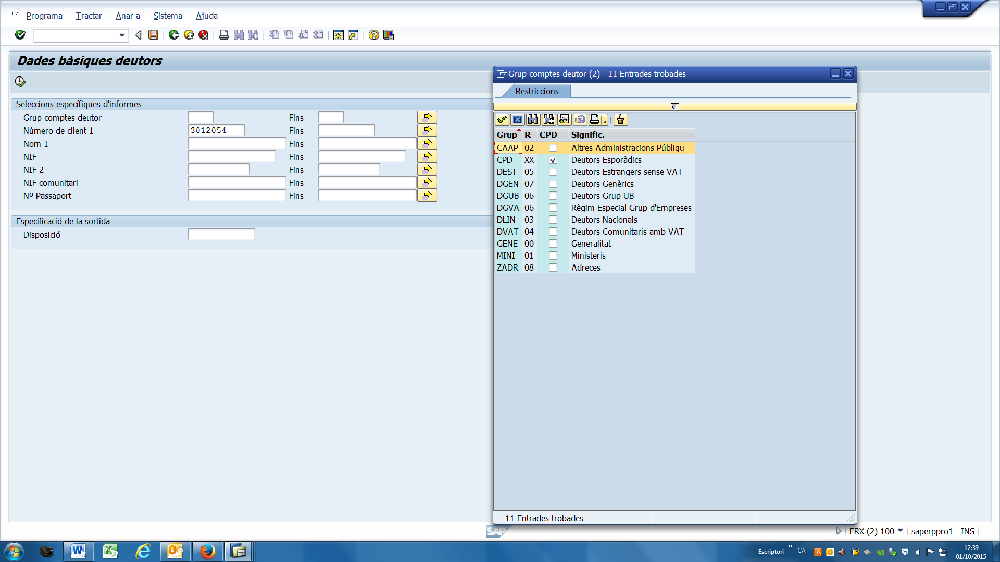 Programa Tractar Anar a Sistema Ajuda
Dades bàsiques deutors
Seleccions específiques d'informes
Grup comptes deutor Fins
Número de client 1 3012054 Fins
Nom 1 Fins
NIF Fins
NIF 2 Fins
NIF comunitari Fins
Nº Passaport Fins
Especificació de la sortida
Disposició
Grup comptes deutor (2) 11 Entrades trobades
Restriccions
Grup R.. CPD Signific.
CAAP 02 Altres Administracions Públiqu
CPD XX Deutors Esporàdics
DEST 05 Deutors Estrangers sense VAT
DGEN 07 Deutors Genèrics
DGUB 06 Deutors Grup UB
DGVA 06 Règim Especial Grup d'Empreses
DLIN 03 Deutors Nacionals
DVAT 04 Deutors Comunitaris amb VAT
GENE 00 Generalitat
MINI 01 Ministeris
ZADR 08 Adreces
11 Entrades trobades
SAP
ERX (2) 100 saperppro1 INS
Escriptori » CA
12:39
01/10/2015